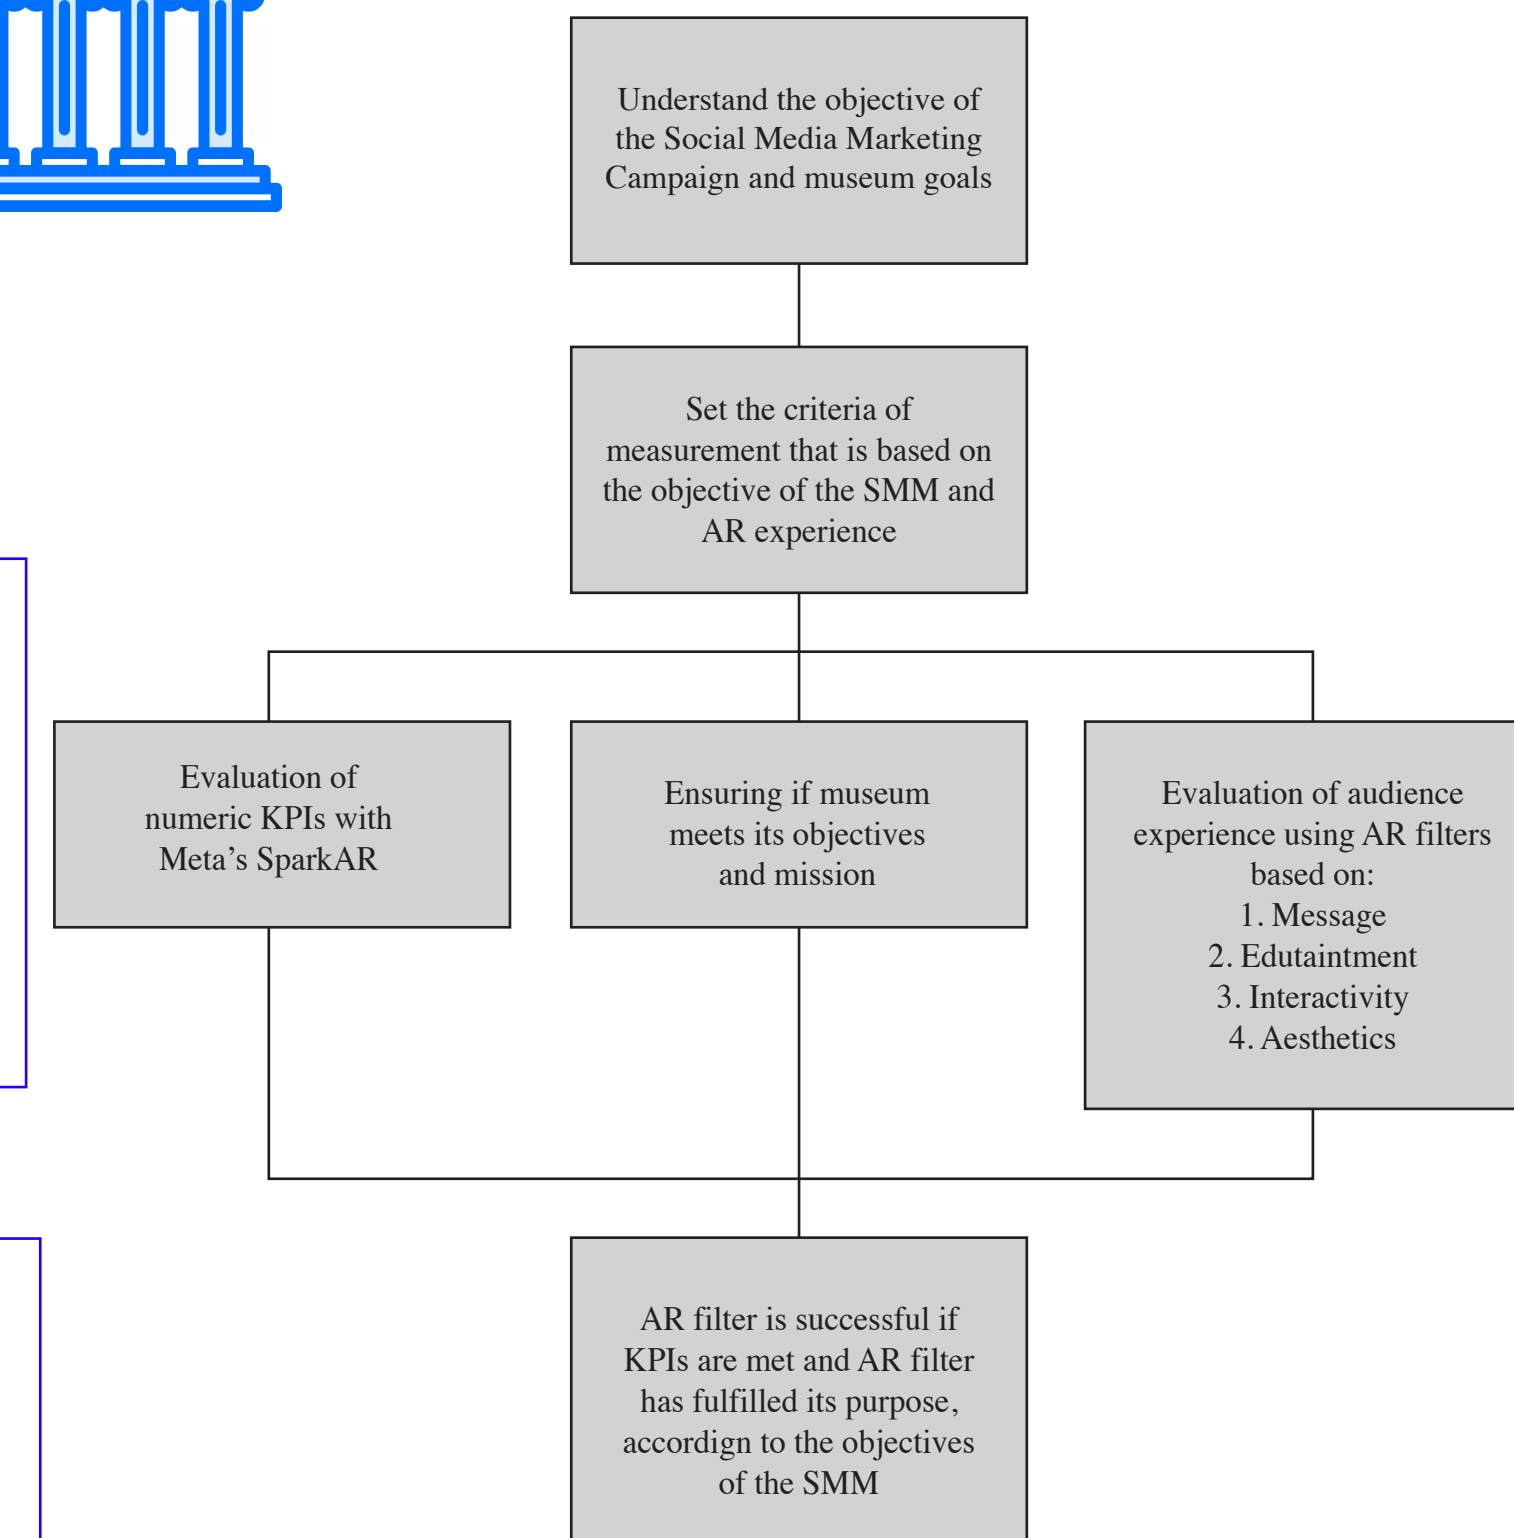 Understand the objective of
the Social Media Marketing
Campaign and museum goals
Set the criteria of
measurement that is based on
the objective of the SMM and
AR experience
Evaluation of
numeric KPIs with
Meta’s SparkAR
Ensuring if museum
meets its objectives
and mission
Evaluation of audience
experience using AR filters
based on:
1. Message
2. Edutaintment
3. Interactivity
4. Aesthetics
AR filter is successful if
KPIs are met and AR filter
has fulfilled its purpose,
accordign to the objectives
of the SMM